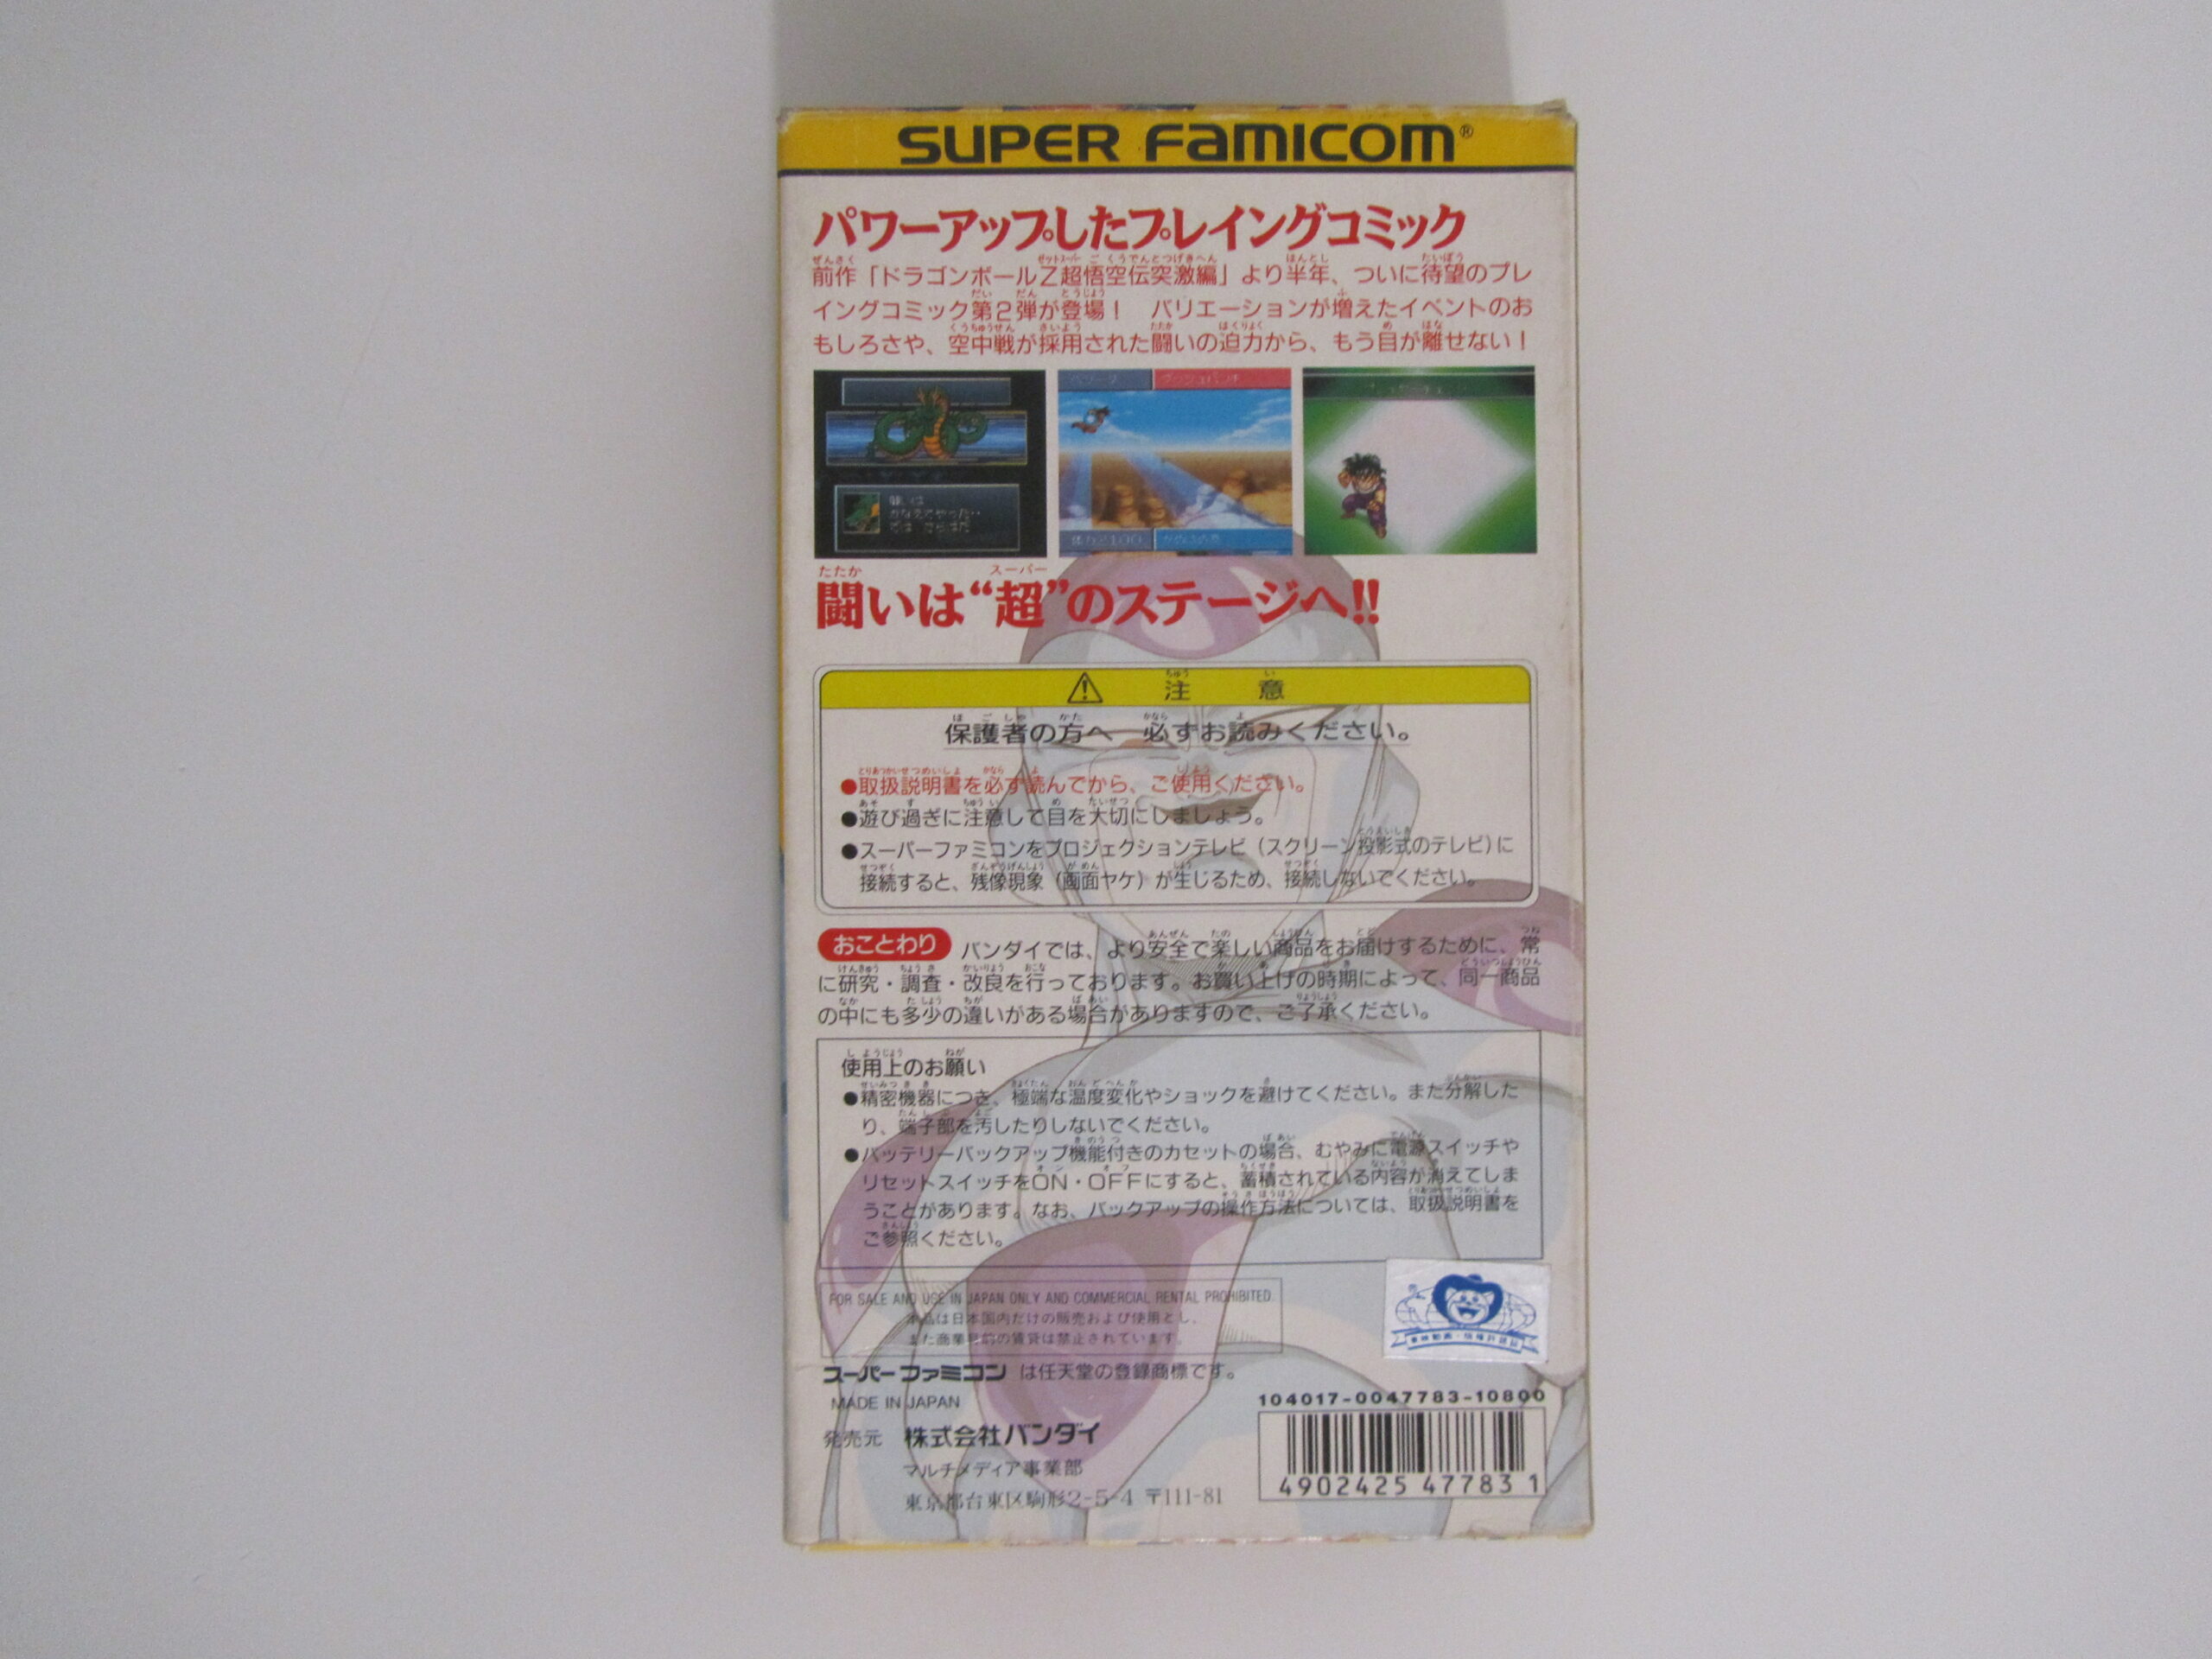 SUPER FAMICOM®
パワーアップしたプレイングコミック
前作「ドラゴンボールZ超悟空伝突激編」より半年、ついに待望のプレ
イングコミック第2弾が登場！　バリエーションが増えたイベントのお
もしろさや、空中戦が採用された闘いの迫力から、もう目が離せない！
闘いは“超”のステージへ!!
⚠ 注意
保護者の方へ　必ずお読みください。
●取扱説明書を必ず読んでから、ご使用ください。
●遊び過ぎに注意して目を大切にしましょう。
●スーパーファミコンをプロジェクションテレビ（スクリーン投影式のテレビ）に
接続すると、残像現象（画面ヤケ）が生じるため、接続しないでください。
おことわり バンダイでは、より安全で楽しい商品をお届けするために、常
に研究・調査・改良を行っております。お買い上げの時期によって、同一商品
の中にも多少の違いがある場合がありますので、ご了承ください。
使用上のお願い
●精密機器につき、極端な温度変化やショックを避けてください。また分解した
り、端子部を汚したりしないでください。
●バッテリーバックアップ機能付きのカセットの場合、むやみに電源スイッチや
リセットスイッチをON・OFFにすると、蓄積されている内容が消えてしま
うことがあります。なお、バックアップの操作方法については、取扱説明書を
ご参照ください。
FOR SALE AND USE IN JAPAN ONLY AND COMMERCIAL RENTAL PROHIBITED.
本品は日本国内だけの販売および使用とし、
また商業目的の賃貸は禁止されています。
スーパーファミコン は任天堂の登録商標です。
MADE IN JAPAN
発売元 株式会社バンダイ
マルチメディア事業部
東京都台東区駒形2-5-4 〒111-81
104017-0047783-10800
4902425 47783 1